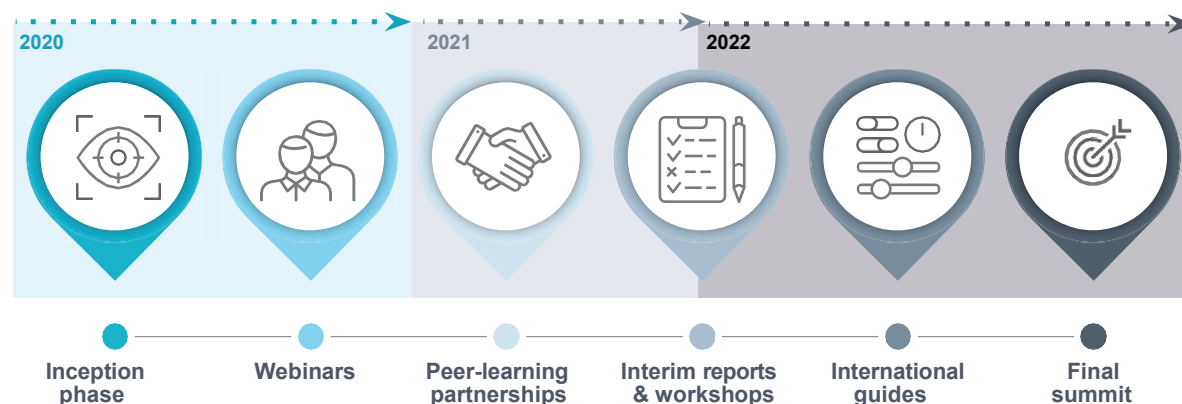 2020
2021
2022
Inception
phase
Webinars
Peer-learning
partnerships
Interim reports
& workshops
International
guides
Final
summit